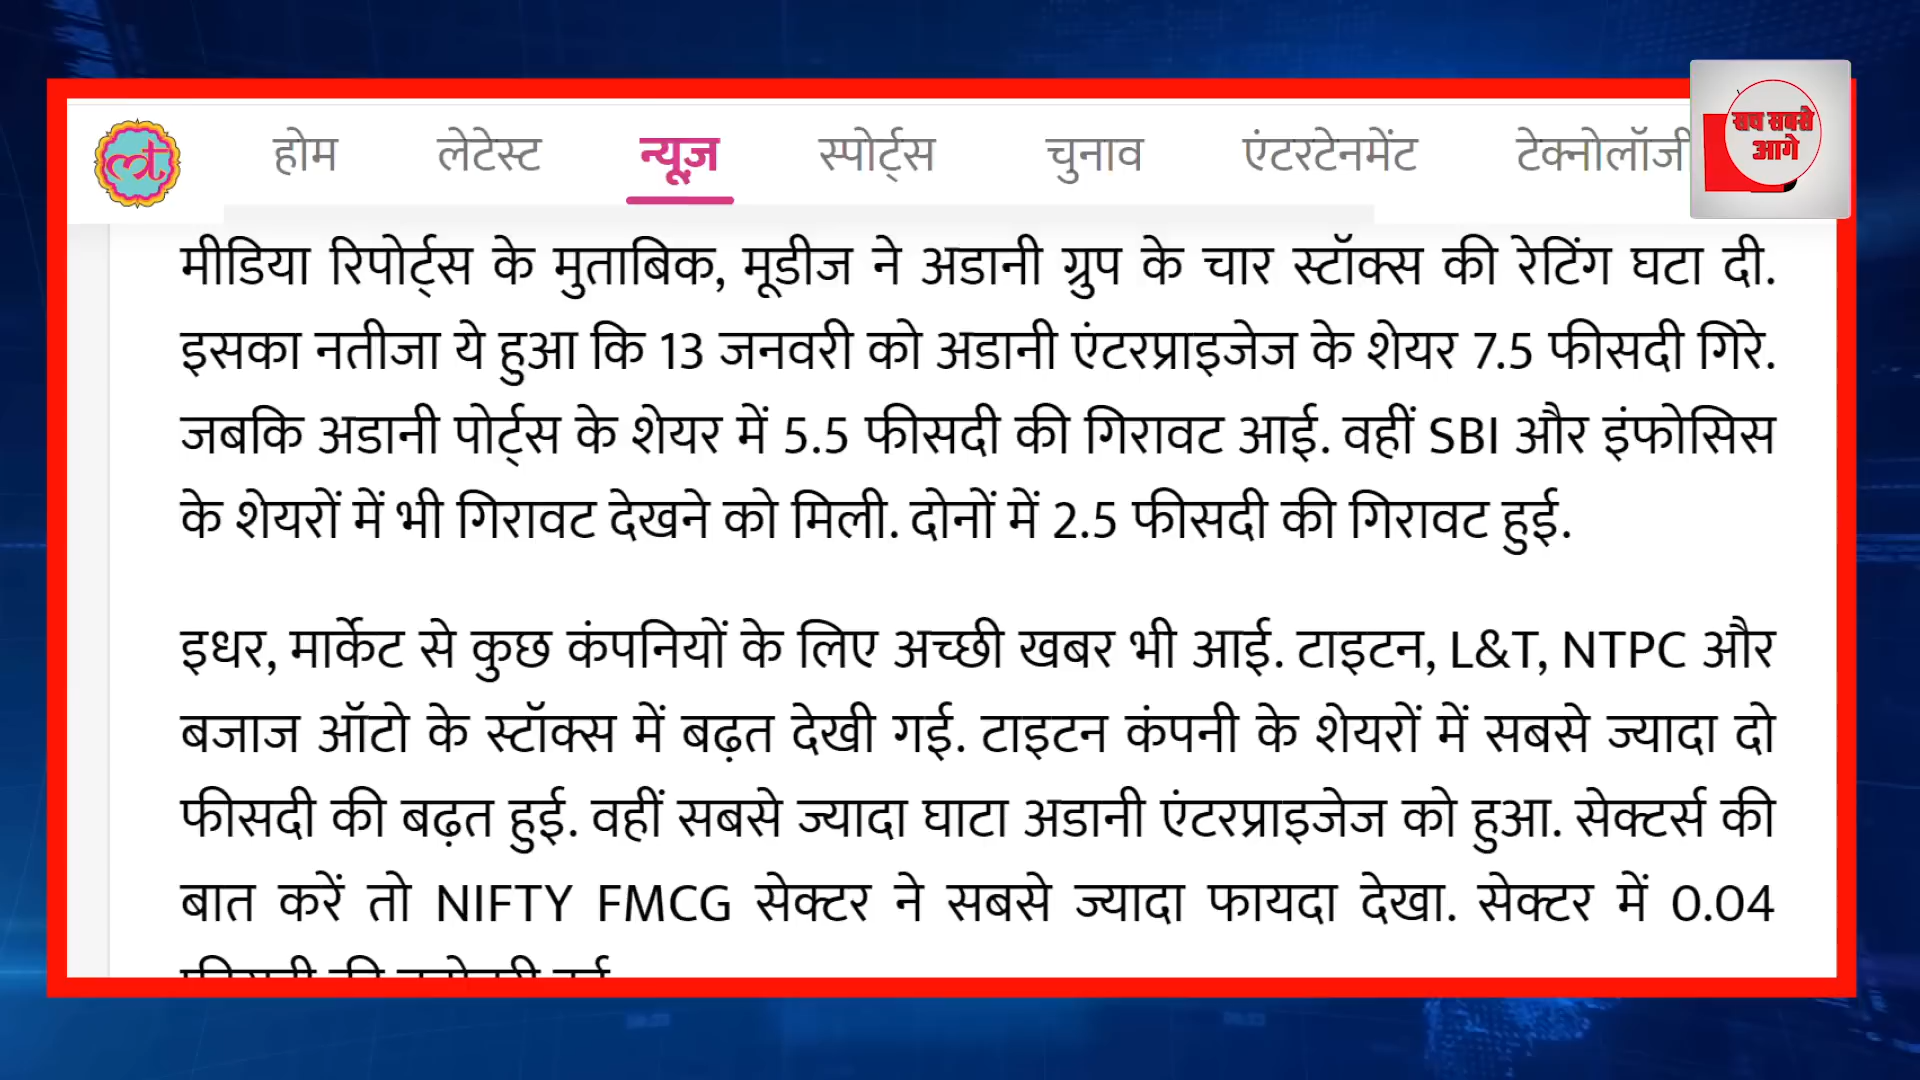 होम लेटेस्ट न्यूज़ स्पोर्ट्स चुनाव एंटरटेनमेंट टेक्नोलॉजी
सच सबसे
आगे
मीडिया रिपोर्ट्स के मुताबिक, मूडीज ने अडानी ग्रुप के चार स्टॉक्स की रेटिंग घटा दी.
इसका नतीजा ये हुआ कि 13 जनवरी को अडानी एंटरप्राइजेज के शेयर 7.5 फीसदी गिरे.
जबकि अडानी पोर्ट्स के शेयर में 5.5 फीसदी की गिरावट आई. वहीं SBI और इंफोसिस
के शेयरों में भी गिरावट देखने को मिली. दोनों में 2.5 फीसदी की गिरावट हुई.
इधर, मार्केट से कुछ कंपनियों के लिए अच्छी खबर भी आई. टाइटन, L&T, NTPC और
बजाज ऑटो के स्टॉक्स में बढ़त देखी गई. टाइटन कंपनी के शेयरों में सबसे ज्यादा दो
फीसदी की बढ़त हुई. वहीं सबसे ज्यादा घाटा अडानी एंटरप्राइजेज को हुआ. सेक्टर्स की
बात करें तो NIFTY FMCG सेक्टर ने सबसे ज्यादा फायदा देखा. सेक्टर में 0.04